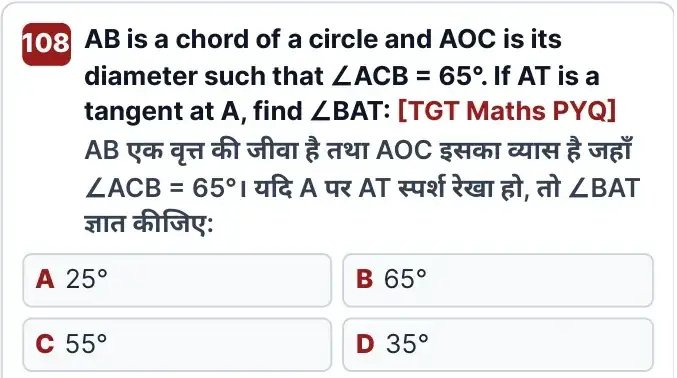 108 AB is a chord of a circle and AOC is its
diameter such that ∠ACB = 65°. If AT is a
tangent at A, find ∠BAT: [TGT Maths PYQ]
AB एक वृत्त की जीवा है तथा AOC इसका व्यास है जहाँ
∠ACB = 65°। यदि A पर AT स्पर्श रेखा हो, तो ∠BAT
ज्ञात कीजिए:
A 25°
B 65°
C 55°
D 35°